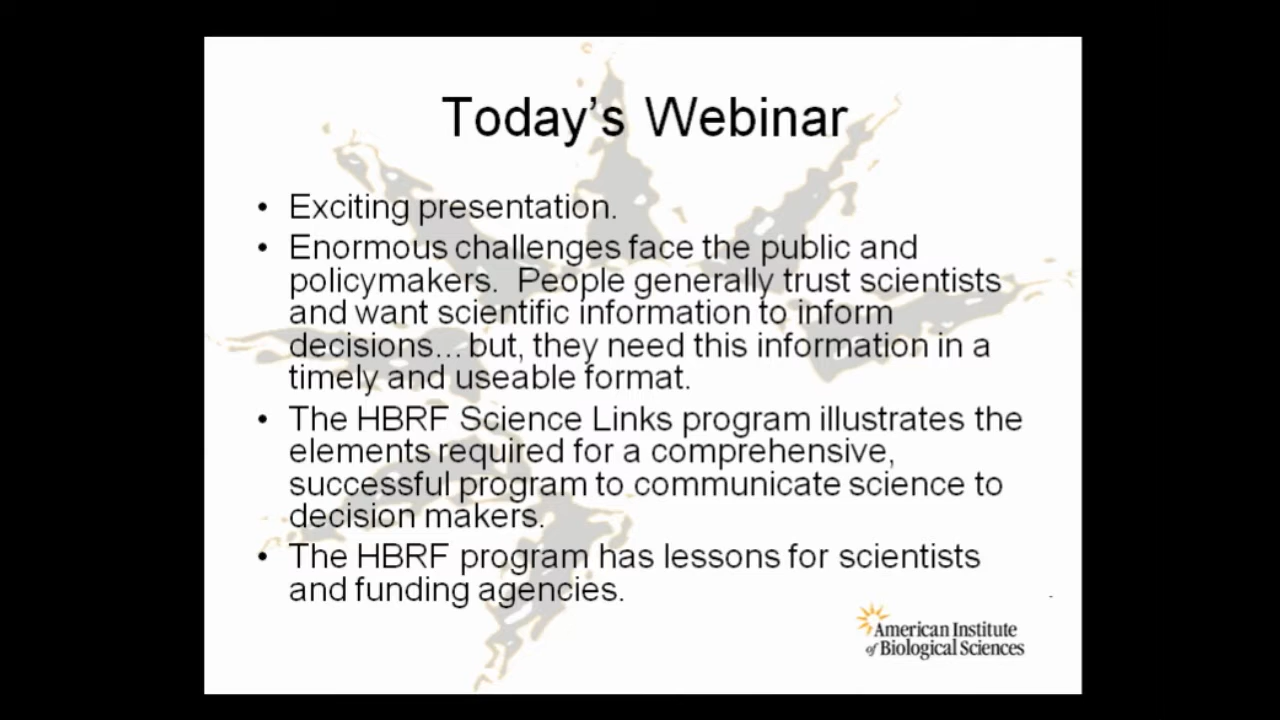 Today's Webinar
• Exciting presentation.
• Enormous challenges face the public and
policymakers.  People generally trust scientists
and want scientific information to inform
decisions... but, they need this information in a
timely and useable format.
• The HBRF Science Links program illustrates the
elements required for a comprehensive,
successful program to communicate science to
decision makers.
• The HBRF program has lessons for scientists
and funding agencies.
American Institute
of Biological Sciences